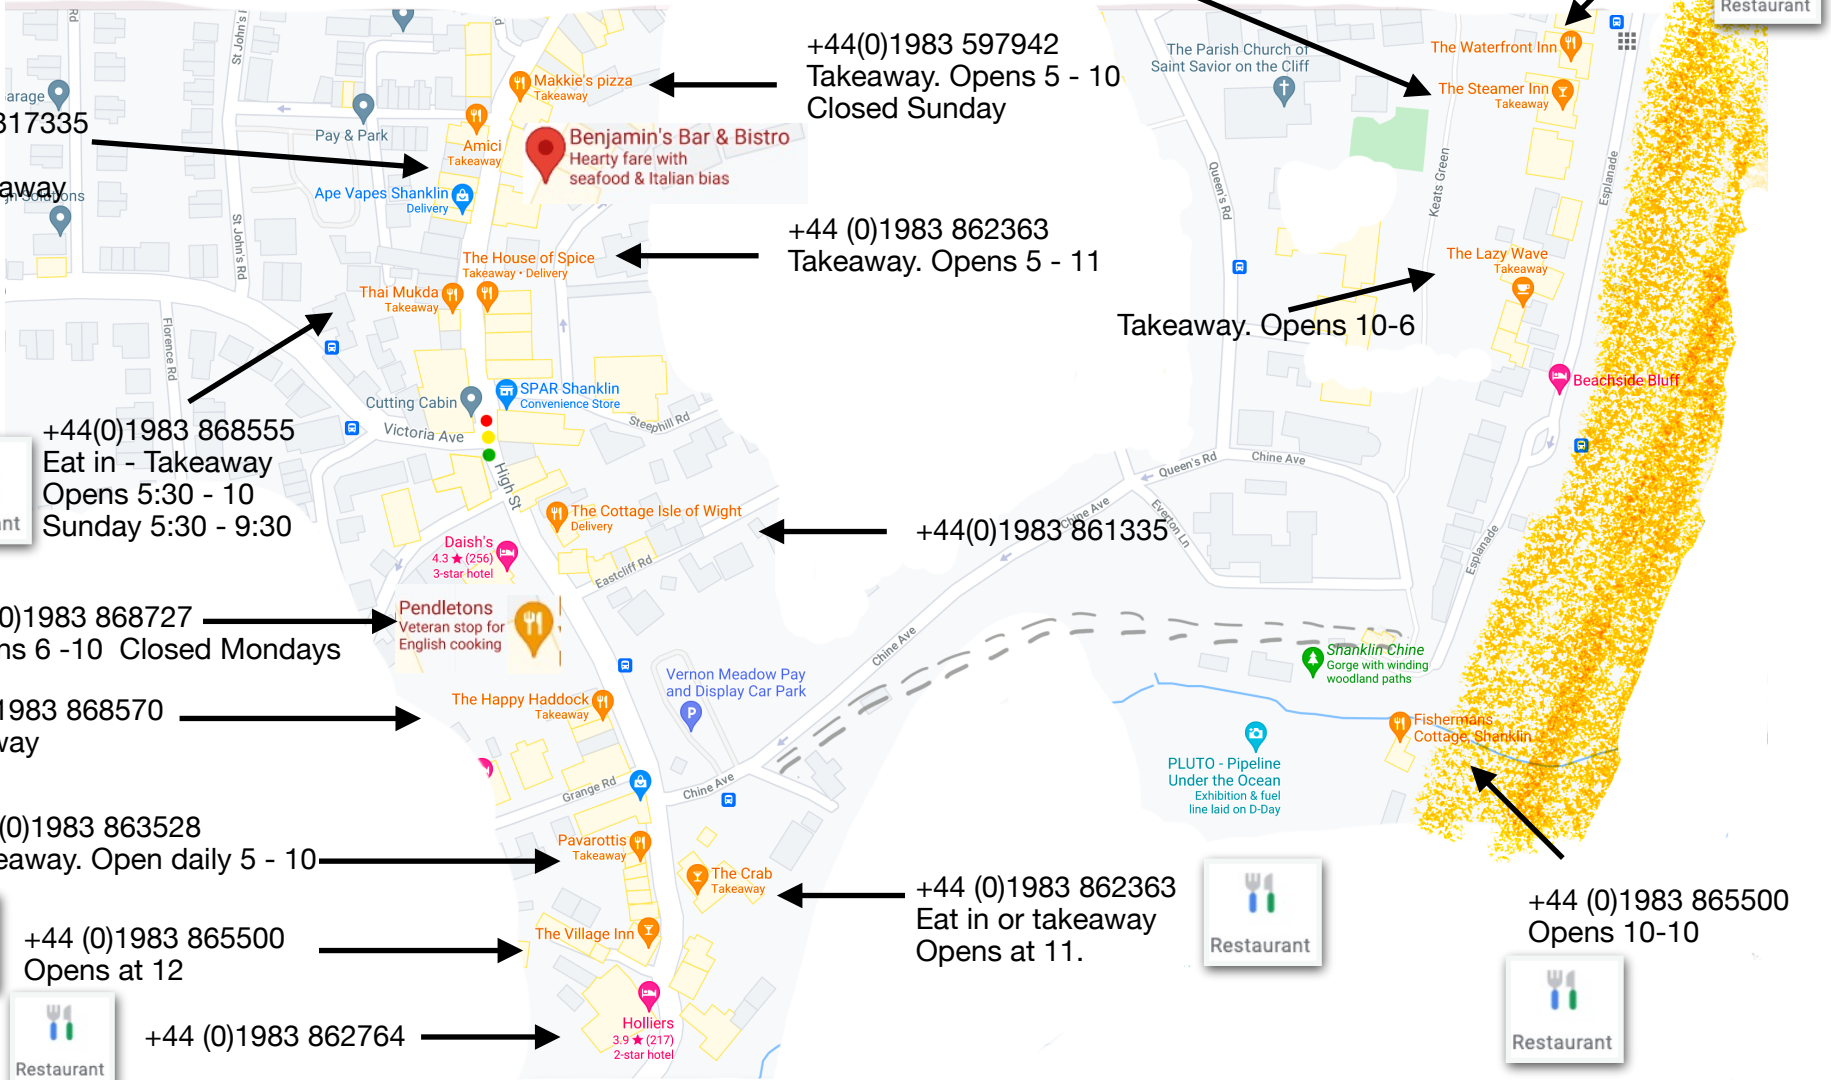 Restaurant
+44(0)1983 597942
Takeaway. Opens 5 - 10
Closed Sunday
The Parish Church of
Saint Savior on the Cliff
The Waterfront Inn
The Steamer Inn
Takeaway
Makkie's pizza
Takeaway
Pay & Park
Amici
Takeaway
317335
Benjamin's Bar & Bistro
Hearty fare with
seafood & Italian bias
Ape Vapes Shanklin
Delivery
St John's Rd
Queen's Rd
Keats Green
Esplanade
+44 (0)1983 862363
Takeaway. Opens 5 - 11
The House of Spice
Takeaway • Delivery
Thai Mukda
Takeaway
The Lazy Wave
Takeaway
Takeaway. Opens 10-6
Florence Rd
Beachside Bluff
SPAR Shanklin
Convenience Store
Cutting Cabin
Victoria Ave
Steephill Rd
High St
+44(0)1983 868555
Eat in - Takeaway
Opens 5:30 - 10
Sunday 5:30 - 9:30
Queen's Rd
Chine Ave
Chine Ave
Everton Ln
Esplanade
The Cottage Isle of Wight
Delivery
+44(0)1983 861335
Daish's
4.3 ★ (256)
3-star hotel
Eastcliff Rd
0)1983 868727
ns 6 -10 Closed Mondays
Pendletons
Veteran stop for
English cooking
Chine Ave
Shanklin Chine
Gorge with winding
woodland paths
Vernon Meadow Pay
and Display Car Park
P
The Happy Haddock
Takeaway
1983 868570
way
Fishermans
Cottage, Shanklin
PLUTO - Pipeline
Under the Ocean
Exhibition & fuel
line laid on D-Day
Grange Rd
Chine Ave
(0)1983 863528
eaway. Open daily 5 - 10
Pavarottis
Takeaway
The Crab
Takeaway
+44 (0)1983 862363
Eat in or takeaway
Opens at 11.
Restaurant
+44 (0)1983 865500
Opens 10-10
Restaurant
+44 (0)1983 865500
Opens at 12
The Village Inn
Restaurant
+44 (0)1983 862764
Holliers
3.9 ★ (217)
2-star hotel